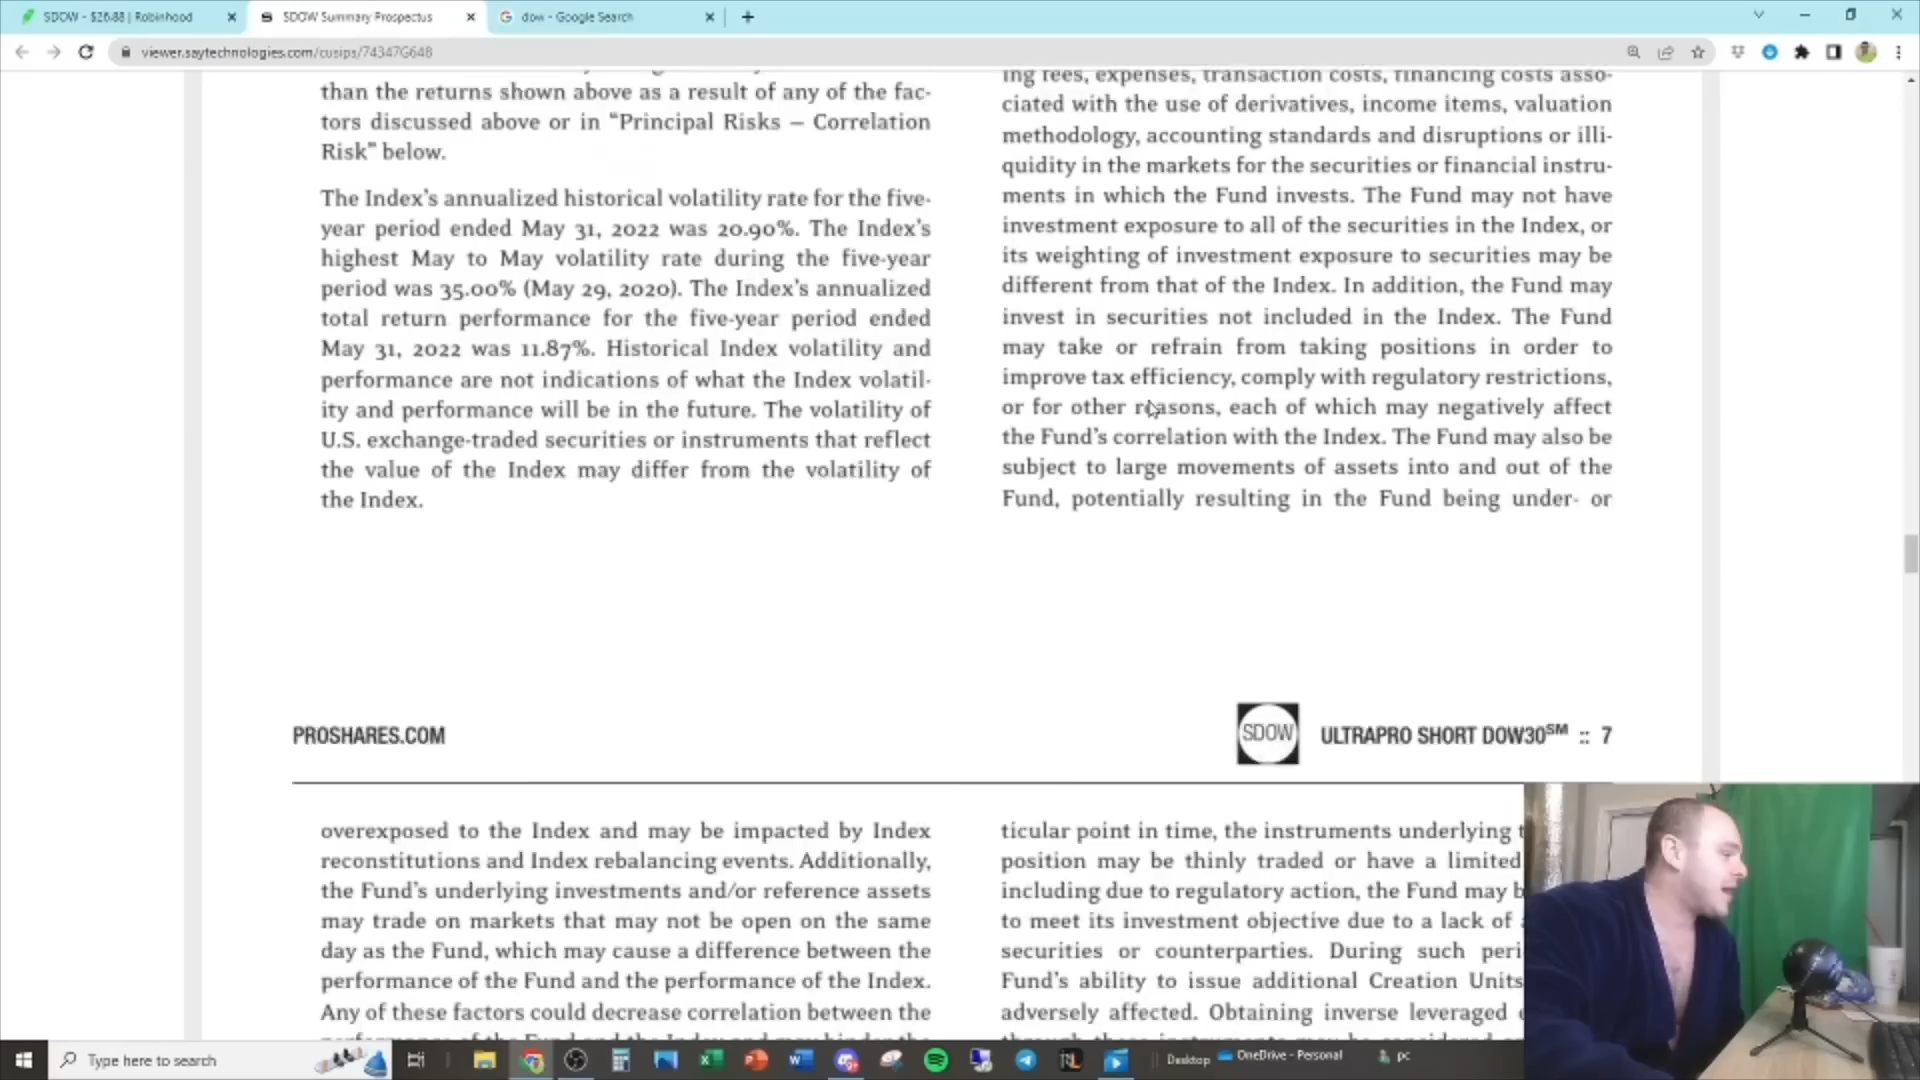 SDOW - $26.88 | Robinhood
SDOW Summary Prospectus
dow - Google Search
viewer.saytechnologies.com/cusips/74347G648
than the returns shown above as a result of any of the fac-
tors discussed above or in “Principal Risks – Correlation
Risk” below.
The Index’s annualized historical volatility rate for the five-
year period ended May 31, 2022 was 20.90%. The Index’s
highest May to May volatility rate during the five-year
period was 35.00% (May 29, 2020). The Index’s annualized
total return performance for the five-year period ended
May 31, 2022 was 11.87%. Historical Index volatility and
performance are not indications of what the Index volatil-
ity and performance will be in the future. The volatility of
U.S. exchange-traded securities or instruments that reflect
the value of the Index may differ from the volatility of
the Index.
ing fees, expenses, transaction costs, financing costs asso-
ciated with the use of derivatives, income items, valuation
methodology, accounting standards and disruptions or illi-
quidity in the markets for the securities or financial instru-
ments in which the Fund invests. The Fund may not have
investment exposure to all of the securities in the Index, or
its weighting of investment exposure to securities may be
different from that of the Index. In addition, the Fund may
invest in securities not included in the Index. The Fund
may take or refrain from taking positions in order to
improve tax efficiency, comply with regulatory restrictions,
or for other reasons, each of which may negatively affect
the Fund’s correlation with the Index. The Fund may also be
subject to large movements of assets into and out of the
Fund, potentially resulting in the Fund being under- or
PROSHARES.COM
SDOW
ULTRAPRO SHORT DOW30SM :: 7
overexposed to the Index and may be impacted by Index
reconstitutions and Index rebalancing events. Additionally,
the Fund’s underlying investments and/or reference assets
may trade on markets that may not be open on the same
day as the Fund, which may cause a difference between the
performance of the Fund and the performance of the Index.
Any of these factors could decrease correlation between the
ticular point in time, the instruments underlying
position may be thinly traded or have a limited
including due to regulatory action, the Fund may
to meet its investment objective due to a lack of
securities or counterparties. During such
Fund’s ability to issue additional Creation Units
adversely affected. Obtaining inverse leveraged
Type here to search
Desktop
OneDrive - Personal
pc